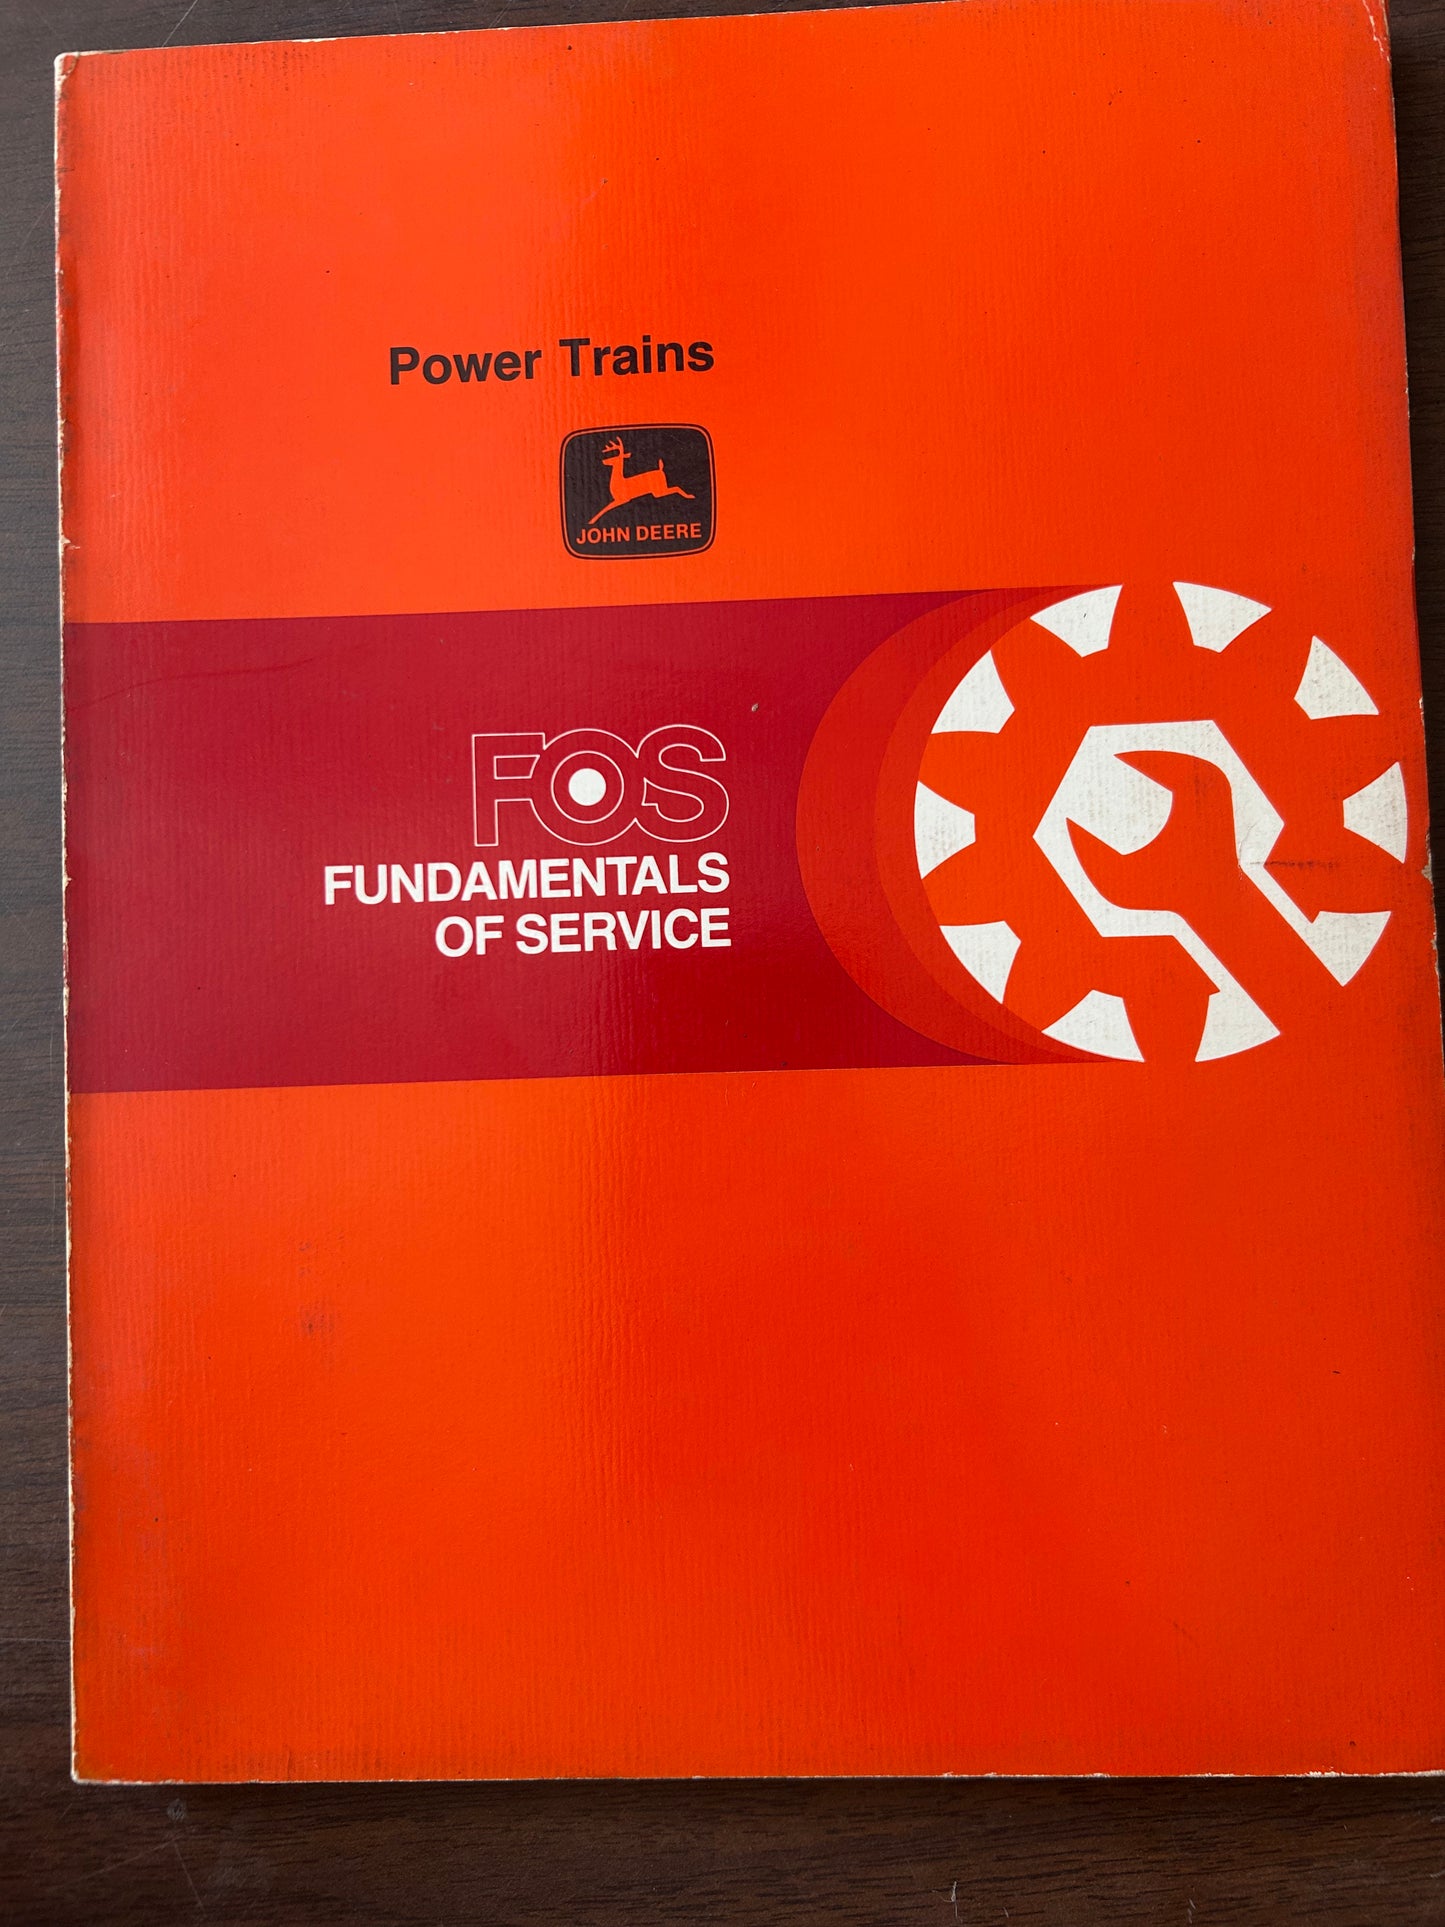 Power Trains
JOHN DEERE
FOS
FUNDAMENTALS
OF SERVICE